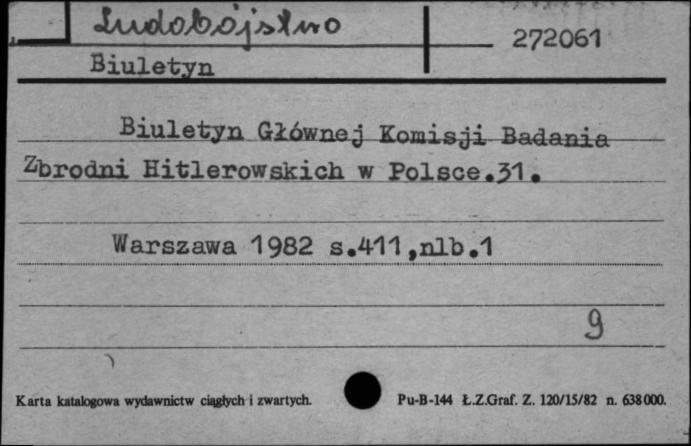 Ludobójstwo
272061
Biuletyn
Biuletyn Głównej Komisji Badania
Zbrodni Hitlerowskich w Polsce.31.
Warszawa 1982 s.411,nlb.1
9
Karta katalogowa wydawnictw ciągłych i zwartych.
Pu-B-144 Ł.Z.Graf. Z. 120/15/82 n. 638000.